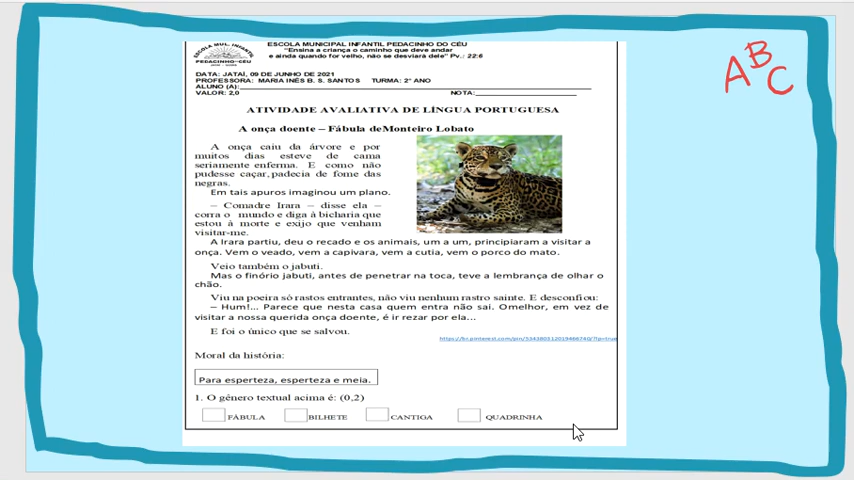 ESCOLA MUL. INFANTIL
PEDACINHO-CÉU
ESCOLA MUNICIPAL INFANTIL PEDACINHO DO CÉU
"Ensina a criança o caminho que deve andar
e ainda quando for velho, não se desviará dele" Pv.: 22:6
DATA: JATAÍ, 09 DE JUNHO DE 2021
PROFESSORA: MARIA INÊS B. S. SANTOS TURMA: 2° ANO
ALUNO (A):
VALOR: 2,0 NOTA:
ATIVIDADE AVALIATIVA DE LÍNGUA PORTUGUESA
A onça doente – Fábula deMonteiro Lobato
A onça caiu da árvore e por
muitos dias esteve de cama
seriamente enferma. E como não
pudesse caçar, padecia de fome das
negras.
Em tais apuros imaginou um plano.
– Comadre Irara – disse ela –
corra o mundo e diga à bicharia que
estou à morte e exijo que venham
visitar-me.
A Irara partiu, deu o recado e os animais, um a um, principiaram a visitar a
onça. Vem o veado, vem a capivara, vem a cutia, vem o porco do mato.
Veio também o jabuti.
Mas o finório jabuti, antes de penetrar na toca, teve a lembrança de olhar o
chão.
Viu na poeira só rastos entrantes, não viu nenhum rastro sainte. E desconfiou:
– Hum!... Parece que nesta casa quem entra não sai. Omelhor, em vez de
visitar a nossa querida onça doente, é ir rezar por ela...
E foi o único que se salvou.
Moral da história:
Para esperteza, esperteza e meia.
1. O gênero textual acima é: (0,2)
FÁBULA BILHETE CANTIGA QUADRINHA
ABC